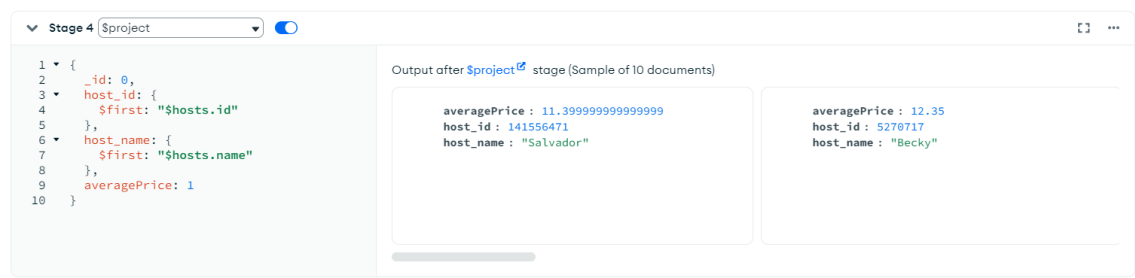 Stage 4 $project
1 {
2 _id: 0,
3 host_id: {
4 $first: "$hosts.id"
5 },
6 host_name: {
7 $first: "$hosts.name"
8 },
9 averagePrice: 1
10 }
Output after $project stage (Sample of 10 documents)
averagePrice : 11.399999999999999
host_id : 141556471
host_name : "Salvador"
averagePrice : 12.35
host_id : 5270717
host_name : "Becky"